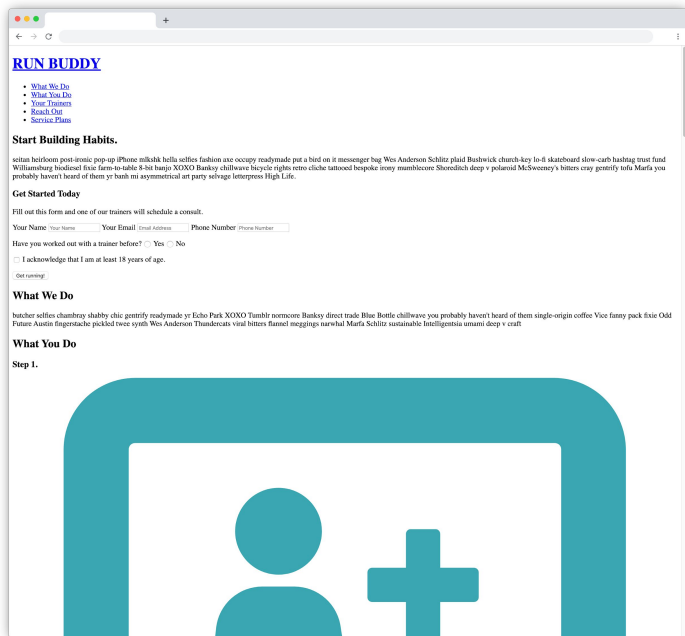 RUN BUDDY
What We Do
What You Do
Your Trainers
Reach Out
Service Plans
Start Building Habits.
seitan heirloom post-ironic pop-up iPhone mlkshk hella selfies fashion axe occupy readymade put a bird on it messenger bag Wes Anderson Schlitz plaid Bushwick church-key lo-fi skateboard slow-carb hashtag trust fund
Williamsburg biodiesel fixie farm-to-table 8-bit banjo XOXO Banksy chillwave bicycle rights retro cliche tattooed bespoke irony mumblecore Shoreditch deep v polaroid McSweeney's bitters cray gentrify tofu Marfa you
probably haven't heard of them yr banh mi asymmetrical art party selvage letterpress High Life.
Get Started Today
Fill out this form and one of our trainers will schedule a consult.
Your Name Your Name Your Email Email Address Phone Number Phone Number
Have you worked out with a trainer before? Yes No
I acknowledge that I am at least 18 years of age.
Get running!
What We Do
butcher selfies chambray shabby chic gentrify readymade yr Echo Park XOXO Tumblr normcore Banksy direct trade Blue Bottle chillwave you probably haven't heard of them single-origin coffee Vice fanny pack fixie Odd
Future Austin fingerstache pickled twee synth Wes Anderson Thundercats viral bitters flannel meggings narwhal Marfa Schlitz sustainable Intelligentsia umami deep v craft
What You Do
Step 1.